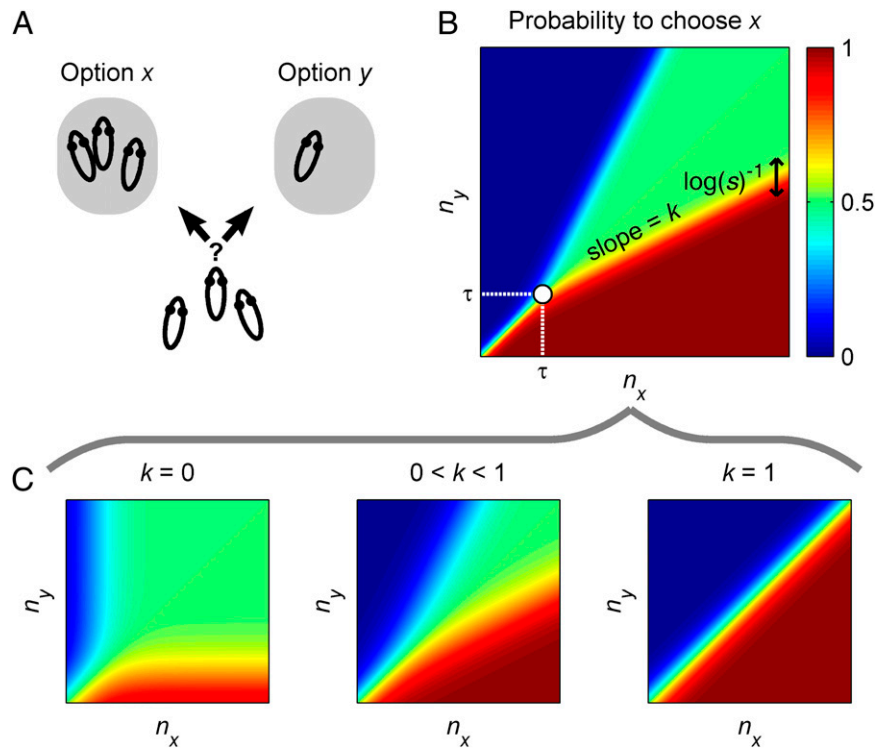 A
Option x
Option y
?
B
Probability to choose x
n_y
τ
τ
n_x
slope = k
log(s)⁻¹
1
0.5
0
C
k = 0
0 < k < 1
k = 1
n_y
n_x
n_y
n_x
n_y
n_x